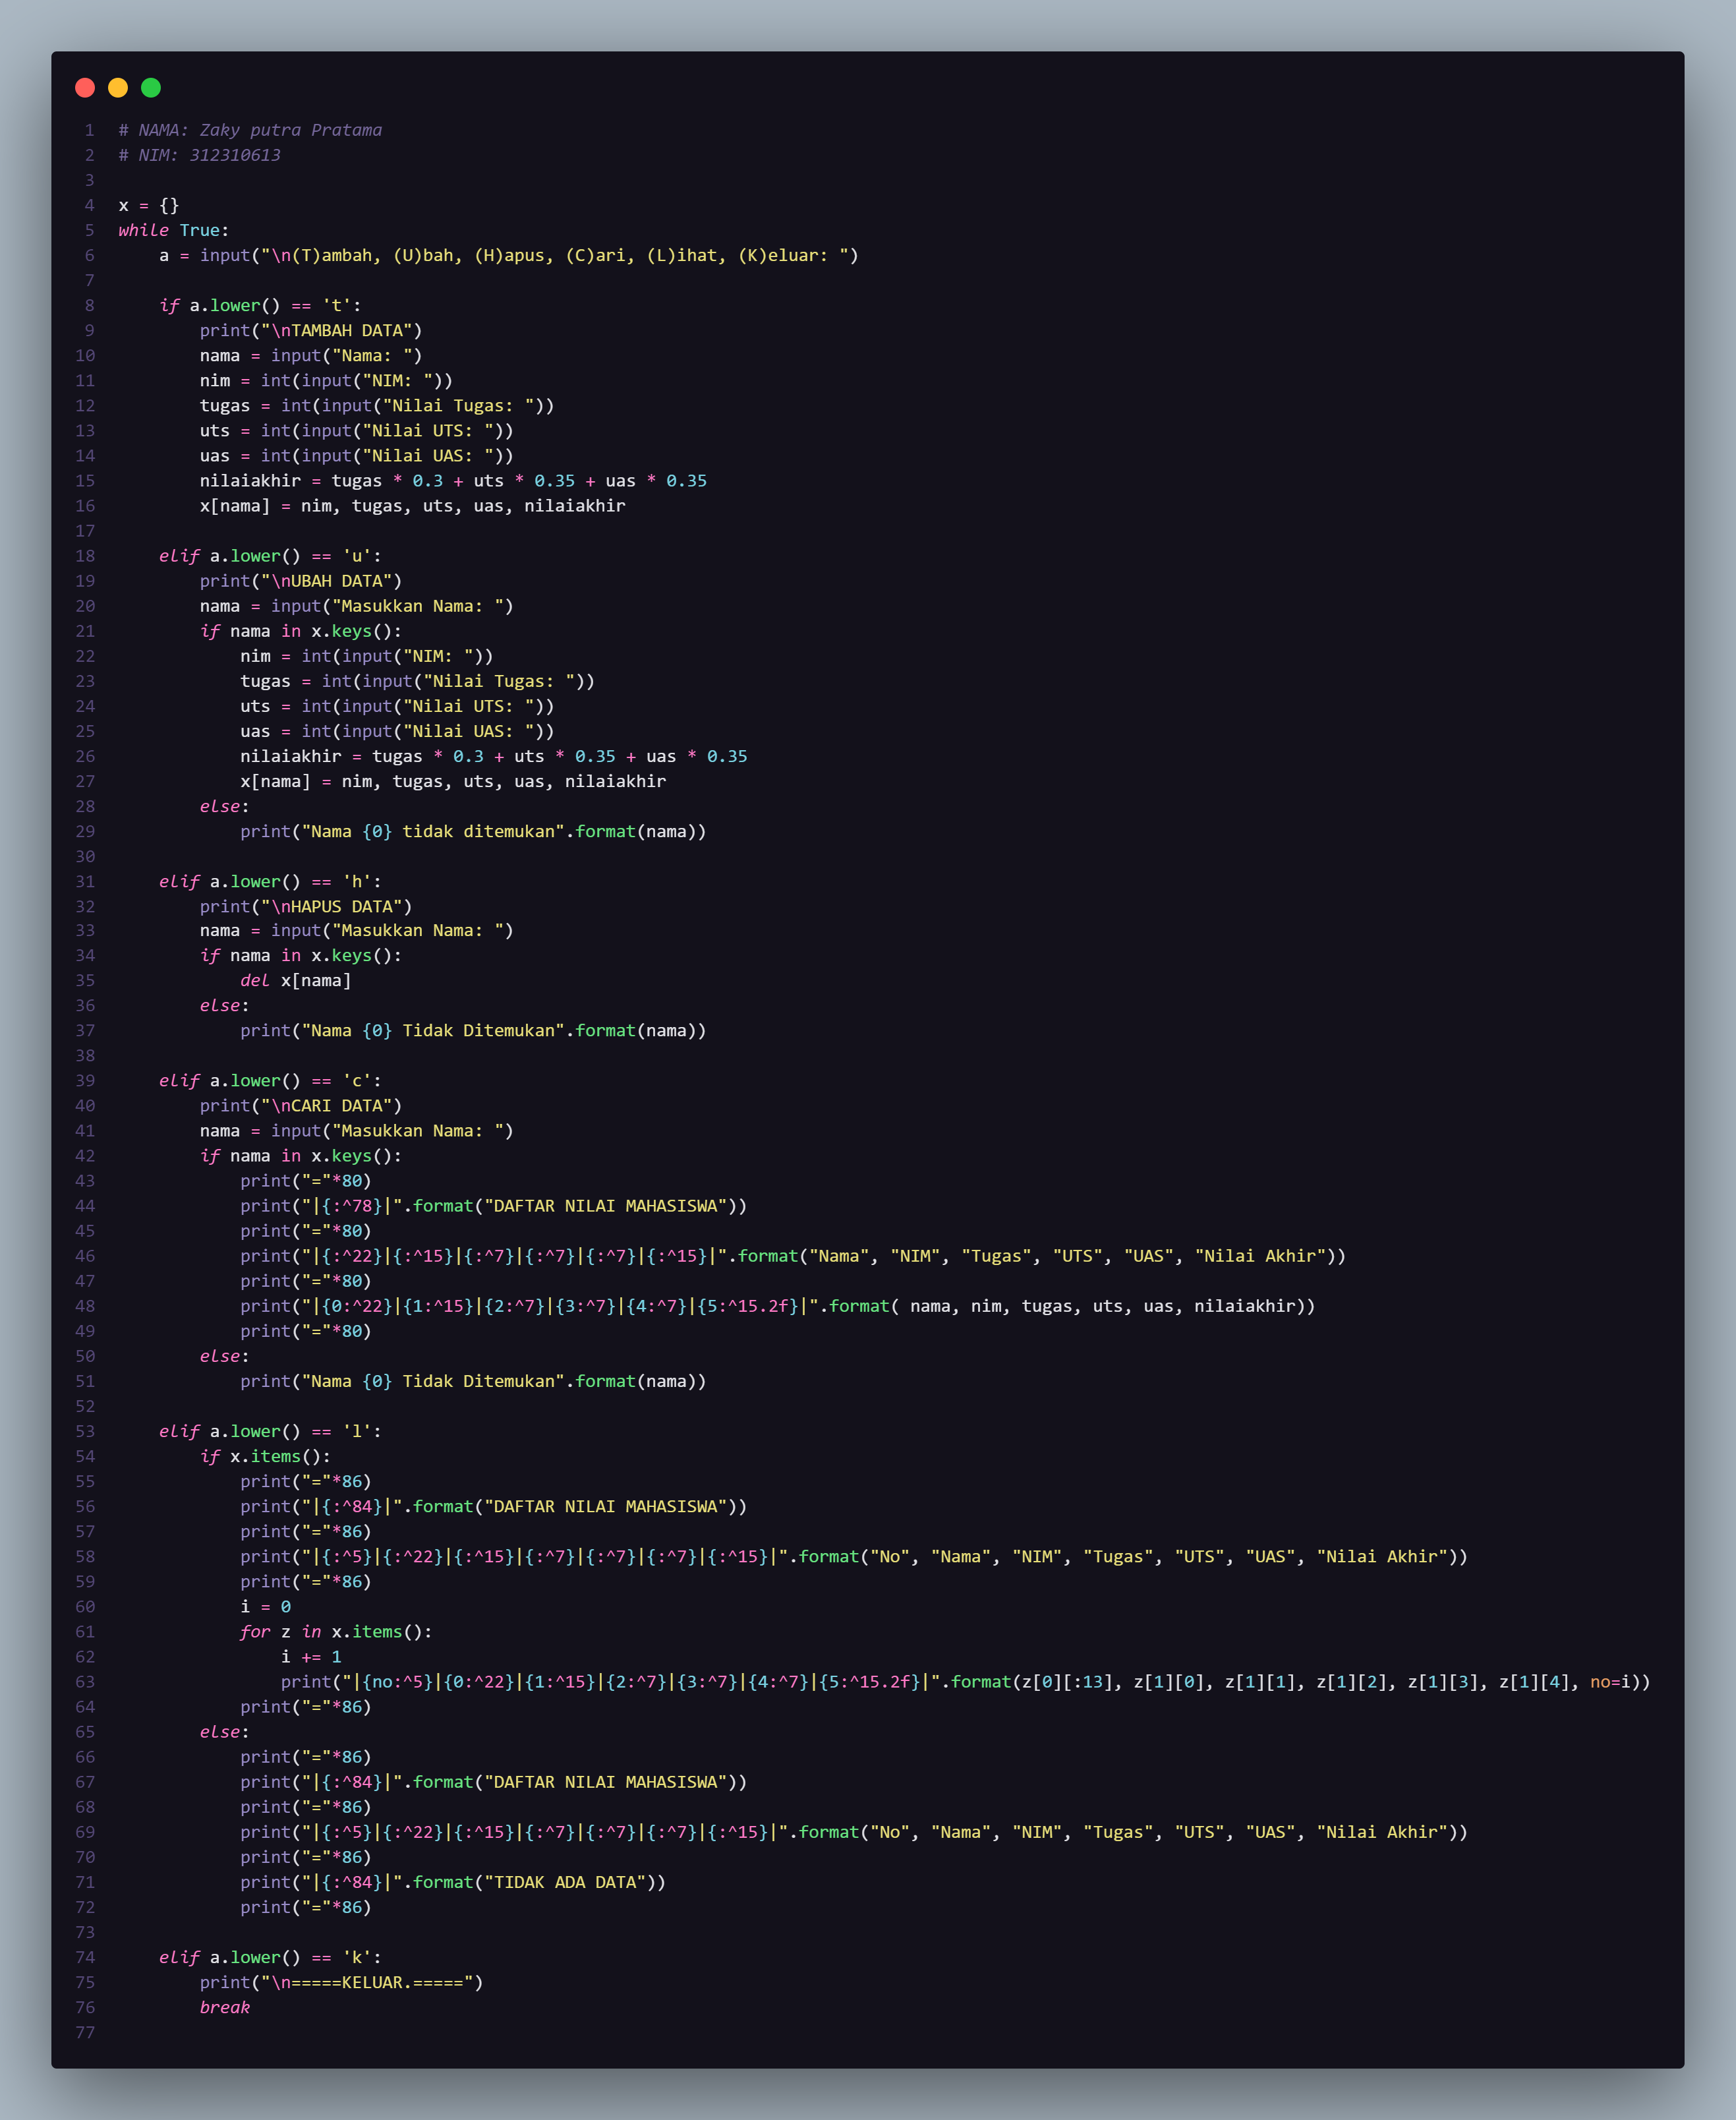 1 # NAMA: Zaky putra Pratama
2 # NIM: 312310613
3
4 x = {}
5 while True:
6     a = input("\n(T)ambah, (U)bah, (H)apus, (C)ari, (L)ihat, (K)eluar: ")
7
8     if a.lower() == 't':
9         print("\nTAMBAH DATA")
10         nama = input("Nama: ")
11         nim = int(input("NIM: "))
12         tugas = int(input("Nilai Tugas: "))
13         uts = int(input("Nilai UTS: "))
14         uas = int(input("Nilai UAS: "))
15         nilaiakhir = tugas * 0.3 + uts * 0.35 + uas * 0.35
16         x[nama] = nim, tugas, uts, uas, nilaiakhir
17
18     elif a.lower() == 'u':
19         print("\nUBAH DATA")
20         nama = input("Masukkan Nama: ")
21         if nama in x.keys():
22             nim = int(input("NIM: "))
23             tugas = int(input("Nilai Tugas: "))
24             uts = int(input("Nilai UTS: "))
25             uas = int(input("Nilai UAS: "))
26             nilaiakhir = tugas * 0.3 + uts * 0.35 + uas * 0.35
27             x[nama] = nim, tugas, uts, uas, nilaiakhir
28         else:
29             print("Nama {0} tidak ditemukan".format(nama))
30
31     elif a.lower() == 'h':
32         print("\nHAPUS DATA")
33         nama = input("Masukkan Nama: ")
34         if nama in x.keys():
35             del x[nama]
36         else:
37             print("Nama {0} Tidak Ditemukan".format(nama))
38
39     elif a.lower() == 'c':
40         print("\nCARI DATA")
41         nama = input("Masukkan Nama: ")
42         if nama in x.keys():
43             print("="*80)
44             print("|{:^78}|".format("DAFTAR NILAI MAHASISWA"))
45             print("="*80)
46             print("|{:^22}|{:^15}|{:^7}|{:^7}|{:^7}|{:^15}|".format("Nama", "NIM", "Tugas", "UTS", "UAS", "Nilai Akhir"))
47             print("="*80)
48             print("|{0:^22}|{1:^15}|{2:^7}|{3:^7}|{4:^7}|{5:^15.2f}|".format( nama, nim, tugas, uts, uas, nilaiakhir))
49             print("="*80)
50         else:
51             print("Nama {0} Tidak Ditemukan".format(nama))
52
53     elif a.lower() == 'l':
54         if x.items():
55             print("="*86)
56             print("|{:^84}|".format("DAFTAR NILAI MAHASISWA"))
57             print("="*86)
58             print("|{:^5}|{:^22}|{:^15}|{:^7}|{:^7}|{:^7}|{:^15}|".format("No", "Nama", "NIM", "Tugas", "UTS", "UAS", "Nilai Akhir"))
59             print("="*86)
60             i = 0
61             for z in x.items():
62                 i += 1
63                 print("|{no:^5}|{0:^22}|{1:^15}|{2:^7}|{3:^7}|{4:^7}|{5:^15.2f}|".format(z[0][:13], z[1][0], z[1][1], z[1][2], z[1][3], z[1][4], no=i))
64             print("="*86)
65         else:
66             print("="*86)
67             print("|{:^84}|".format("DAFTAR NILAI MAHASISWA"))
68             print("="*86)
69             print("|{:^5}|{:^22}|{:^15}|{:^7}|{:^7}|{:^7}|{:^15}|".format("No", "Nama", "NIM", "Tugas", "UTS", "UAS", "Nilai Akhir"))
70             print("="*86)
71             print("|{:^84}|".format("TIDAK ADA DATA"))
72             print("="*86)
73
74     elif a.lower() == 'k':
75         print("\n=====KELUAR.=====")
76         break
77